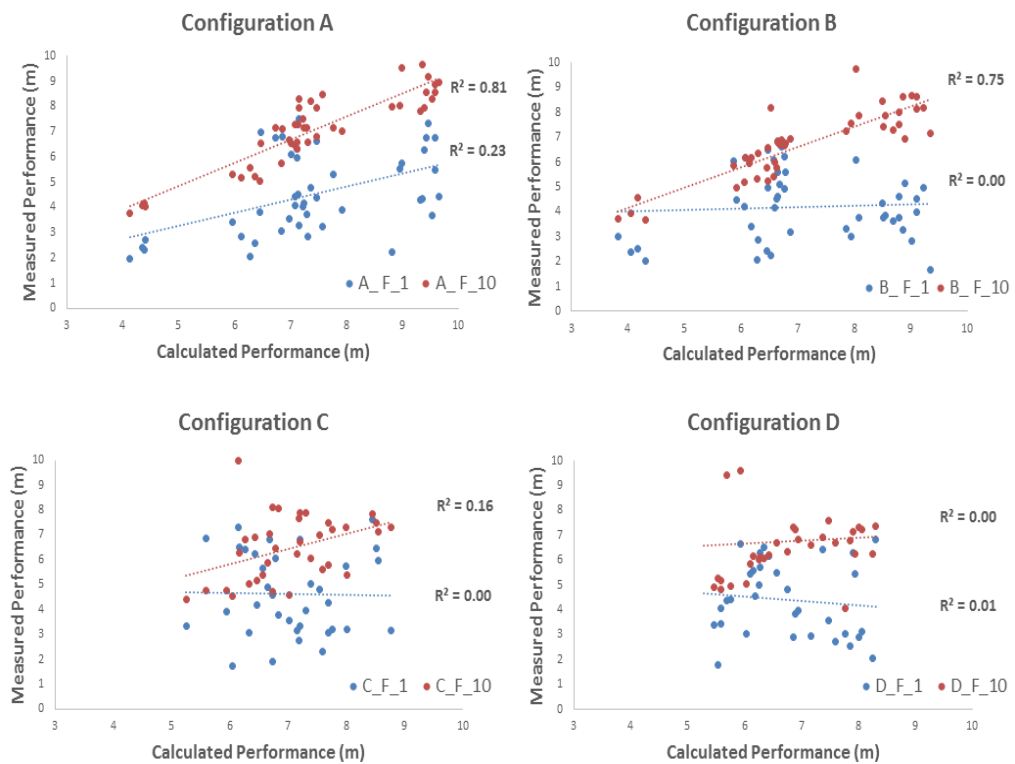 Configuration A
Measured Performance (m)
10
9
8
7
6
5
4
3
2
1
0
R² = 0.81
R² = 0.23
A_ F_1 A_ F_10
3 4 5 6 7 8 9 10
Calculated Performance (m)
Configuration B
Measured Performance (m)
10
9
8
7
6
5
4
3
2
1
0
R² = 0.75
R² = 0.00
B_ F_1 B_ F_10
3 4 5 6 7 8 9 10
Calculated Performance (m)
Configuration C
Measured Performance (m)
10
9
8
7
6
5
4
3
2
1
0
R² = 0.16
R² = 0.00
C_F_1 C_F_10
3 4 5 6 7 8 9 10
Calculated Performance (m)
Configuration D
Measured Performance (m)
10
9
8
7
6
5
4
3
2
1
0
R² = 0.00
R² = 0.01
D_F_1 D_F_10
3 4 5 6 7 8 9 10
Calculated Performance (m)